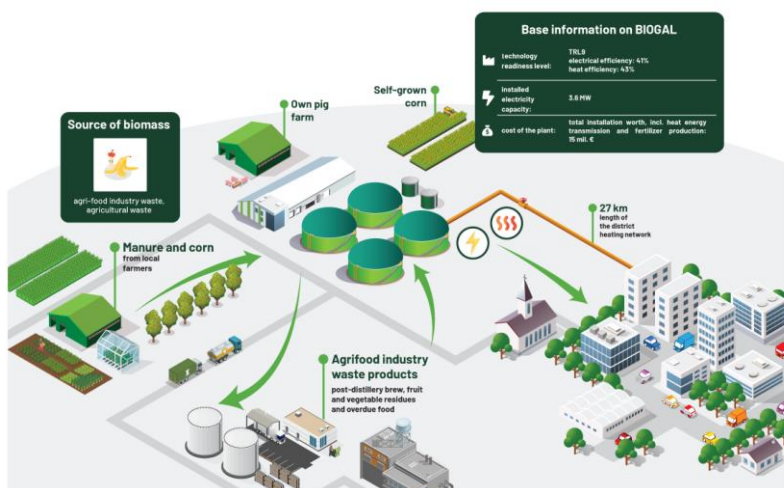 Base information on BIOGAL
technology
readiness level:
TRL9
electrical efficiency: 41%
heat efficiency: 43%
installed
electricity
capacity:
3.6 MW
cost of the plant:
total installation worth, incl. heat energy
transmission and fertilizer production:
15 mil. €
Self-grown
corn
Own pig
farm
Source of biomass
agri-food industry
waste,
agricultural waste
27 km
length of
the district
heating network
Manure and corn
from local
farmers
Agrifood industry
waste products
post-distillery brew, fruit
and vegetable residues
and overdue food